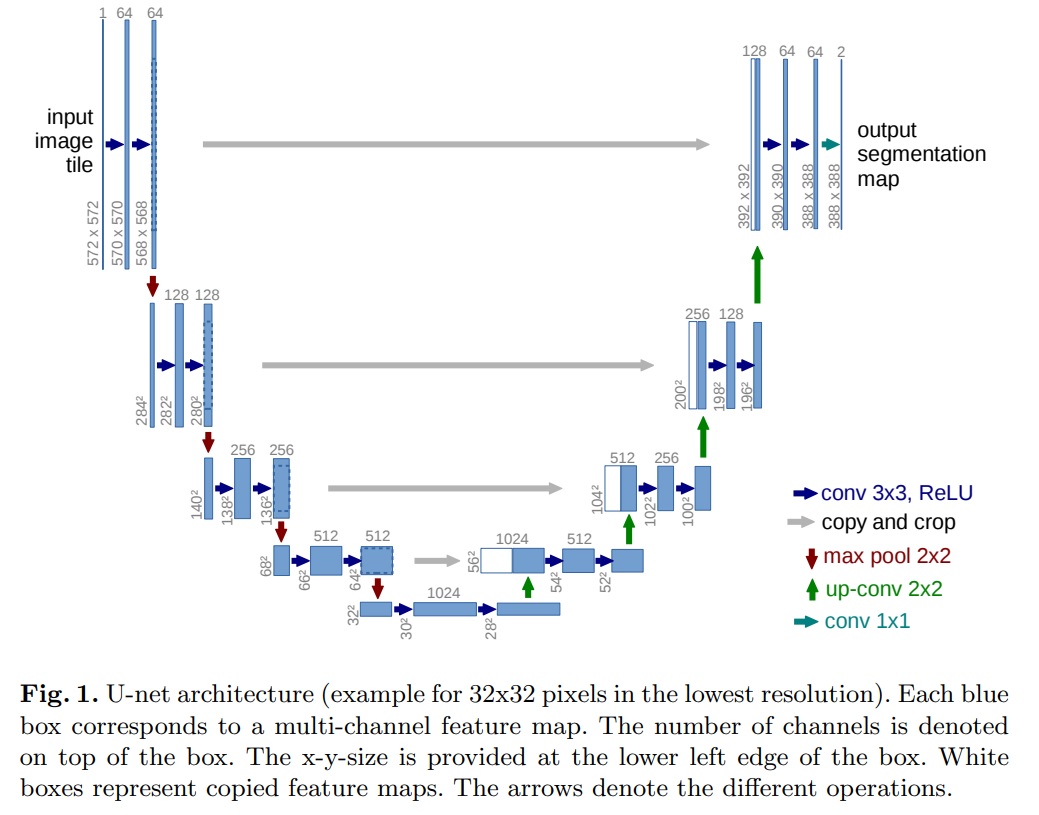 1 64 64
128 64 64 2
input
image
tile
output
segmentation
map
572 x 572
570 x 570
568 x 568
392 x 392
390 x 390
388 x 388
388 x 388
128 128
256 128
284²
282²
280²
200²
198²
196²
256 256
512 256
140²
138²
136²
104²
102²
100²
512 512
1024 512
68²
66²
64²
56²
54²
52²
1024
32²
30²
28²
conv 3x3, ReLU
copy and crop
max pool 2x2
up-conv 2x2
conv 1x1
Fig. 1. U-net architecture (example for 32x32 pixels in the lowest resolution). Each blue
box corresponds to a multi-channel feature map. The number of channels is denoted
on top of the box. The x-y-size is provided at the lower left edge of the box. White
boxes represent copied feature maps. The arrows denote the different operations.